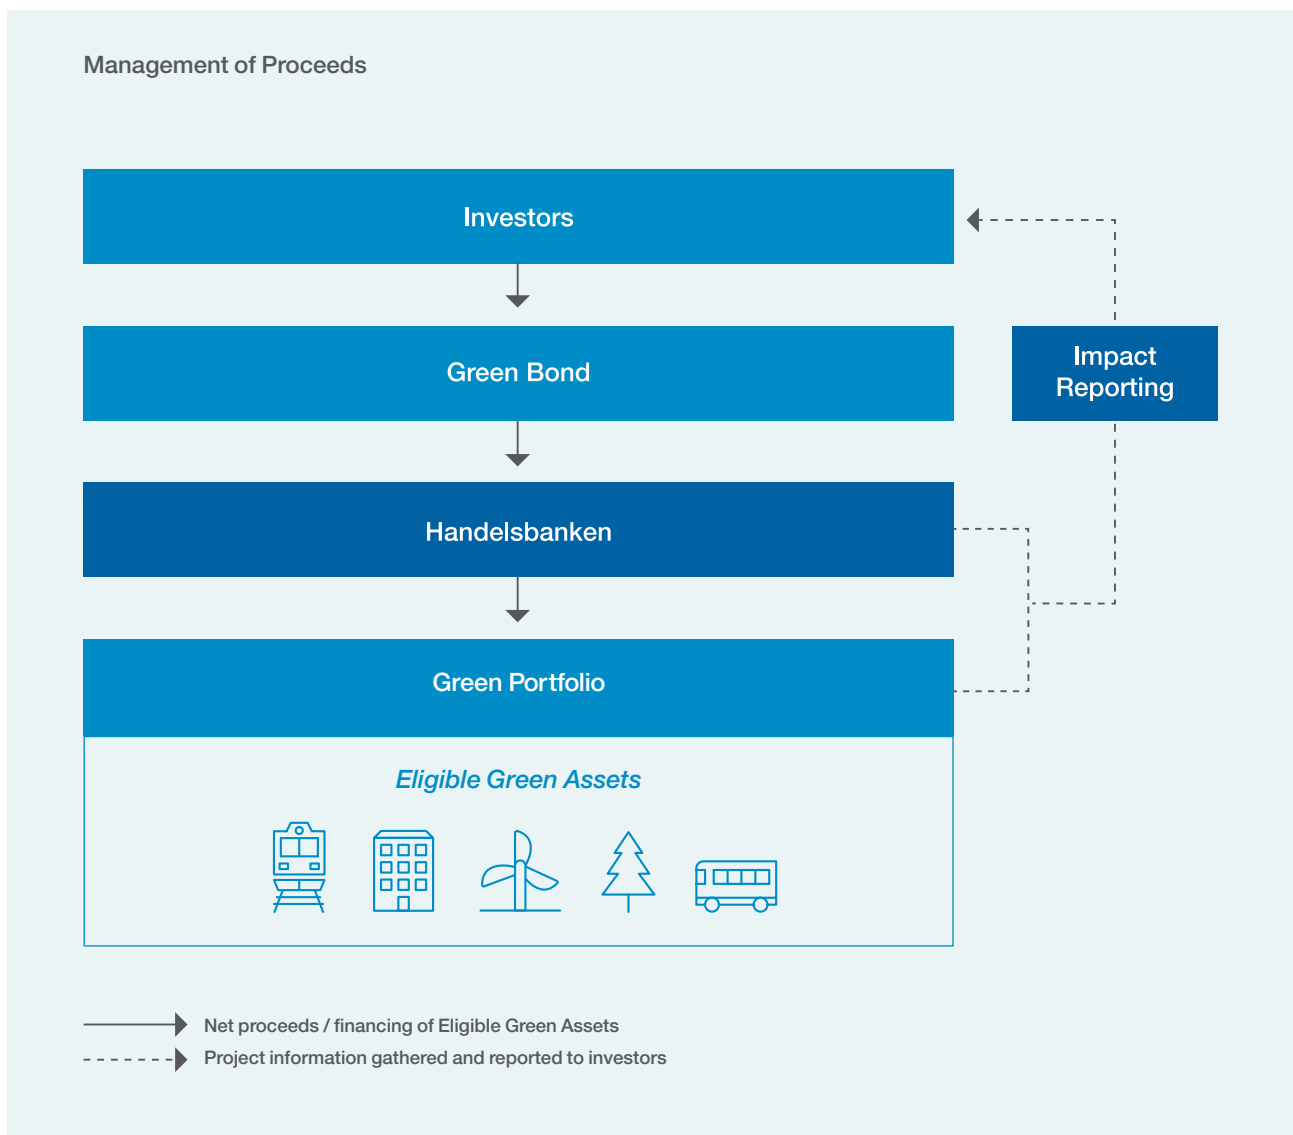 Management of Proceeds
Investors
Green Bond
Impact
Reporting
Handelsbanken
Green Portfolio
Eligible Green Assets
Net proceeds / financing of Eligible Green Assets
Project information gathered and reported to investors